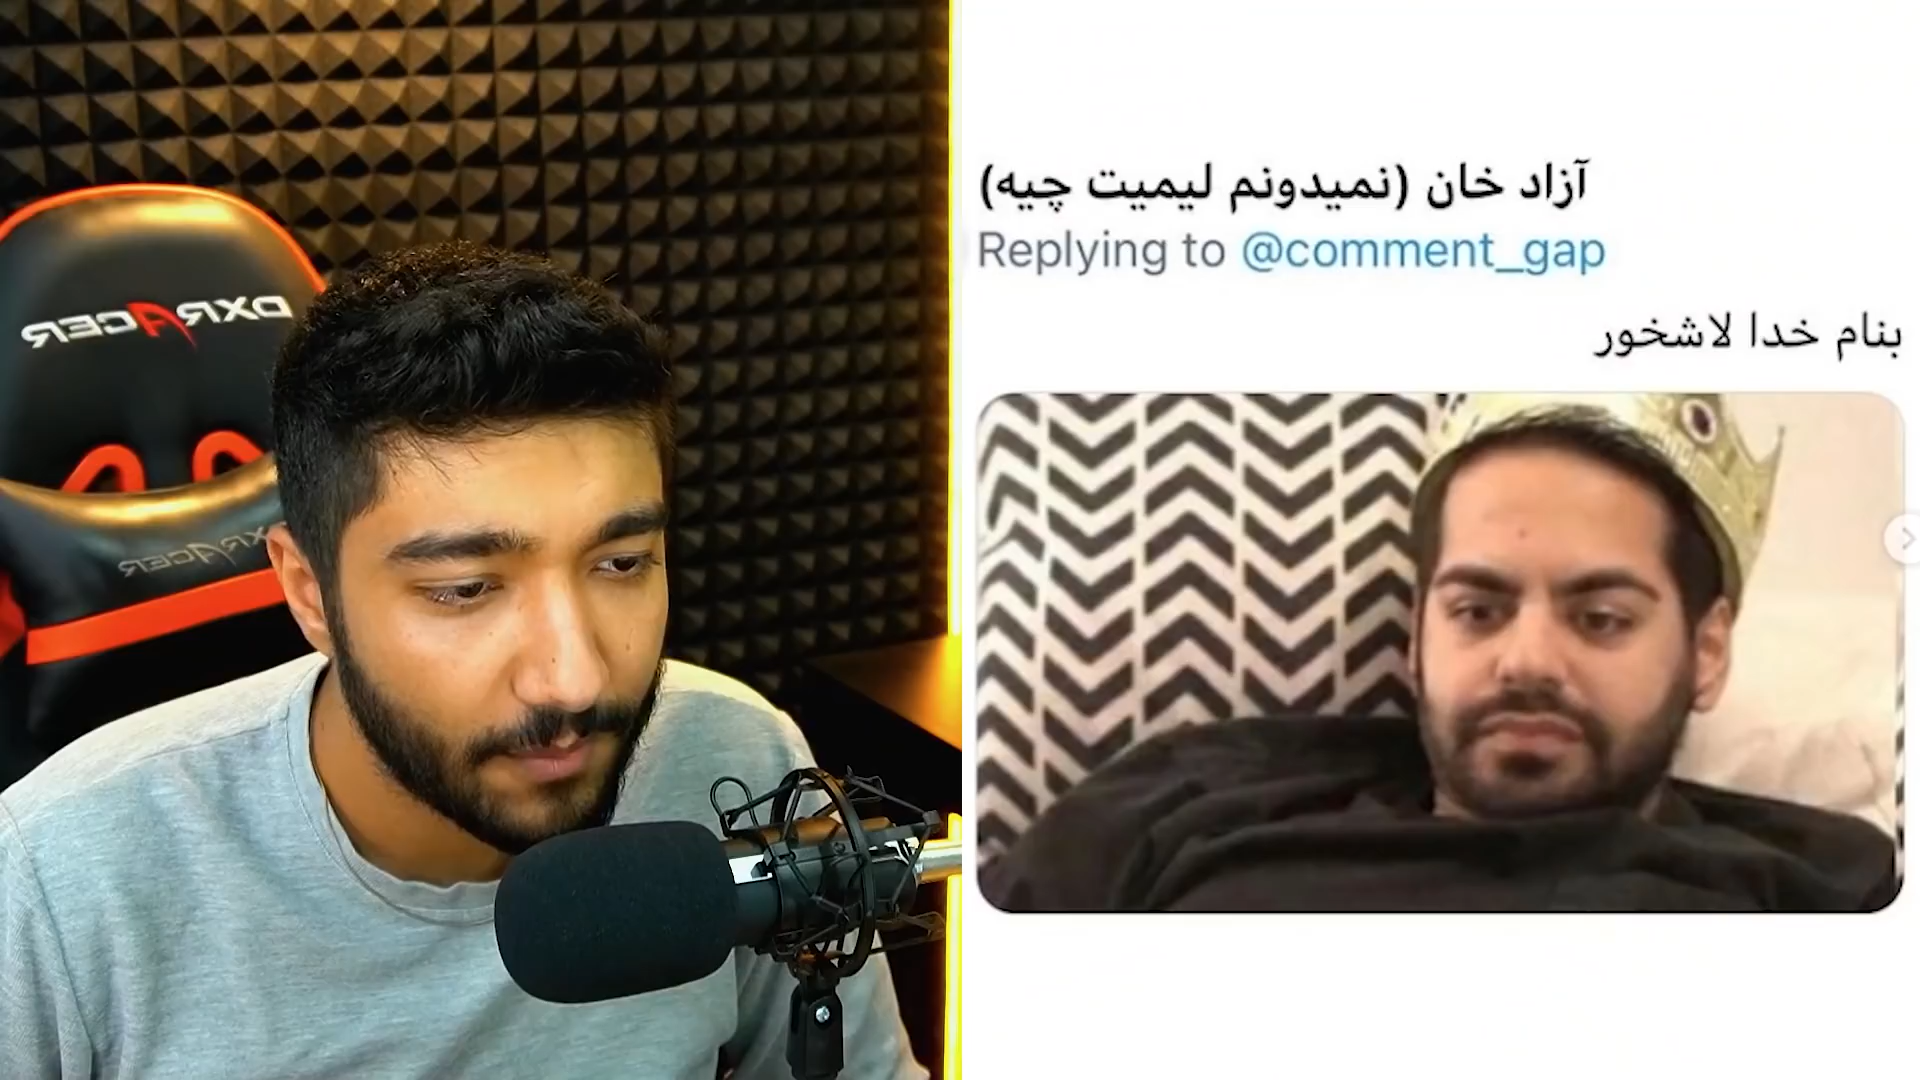 DXRACER
DXRACER
آزاد خان (نمیدونم لیمیت چیه)
Replying to @comment_gap
بنام خدا لاشخور